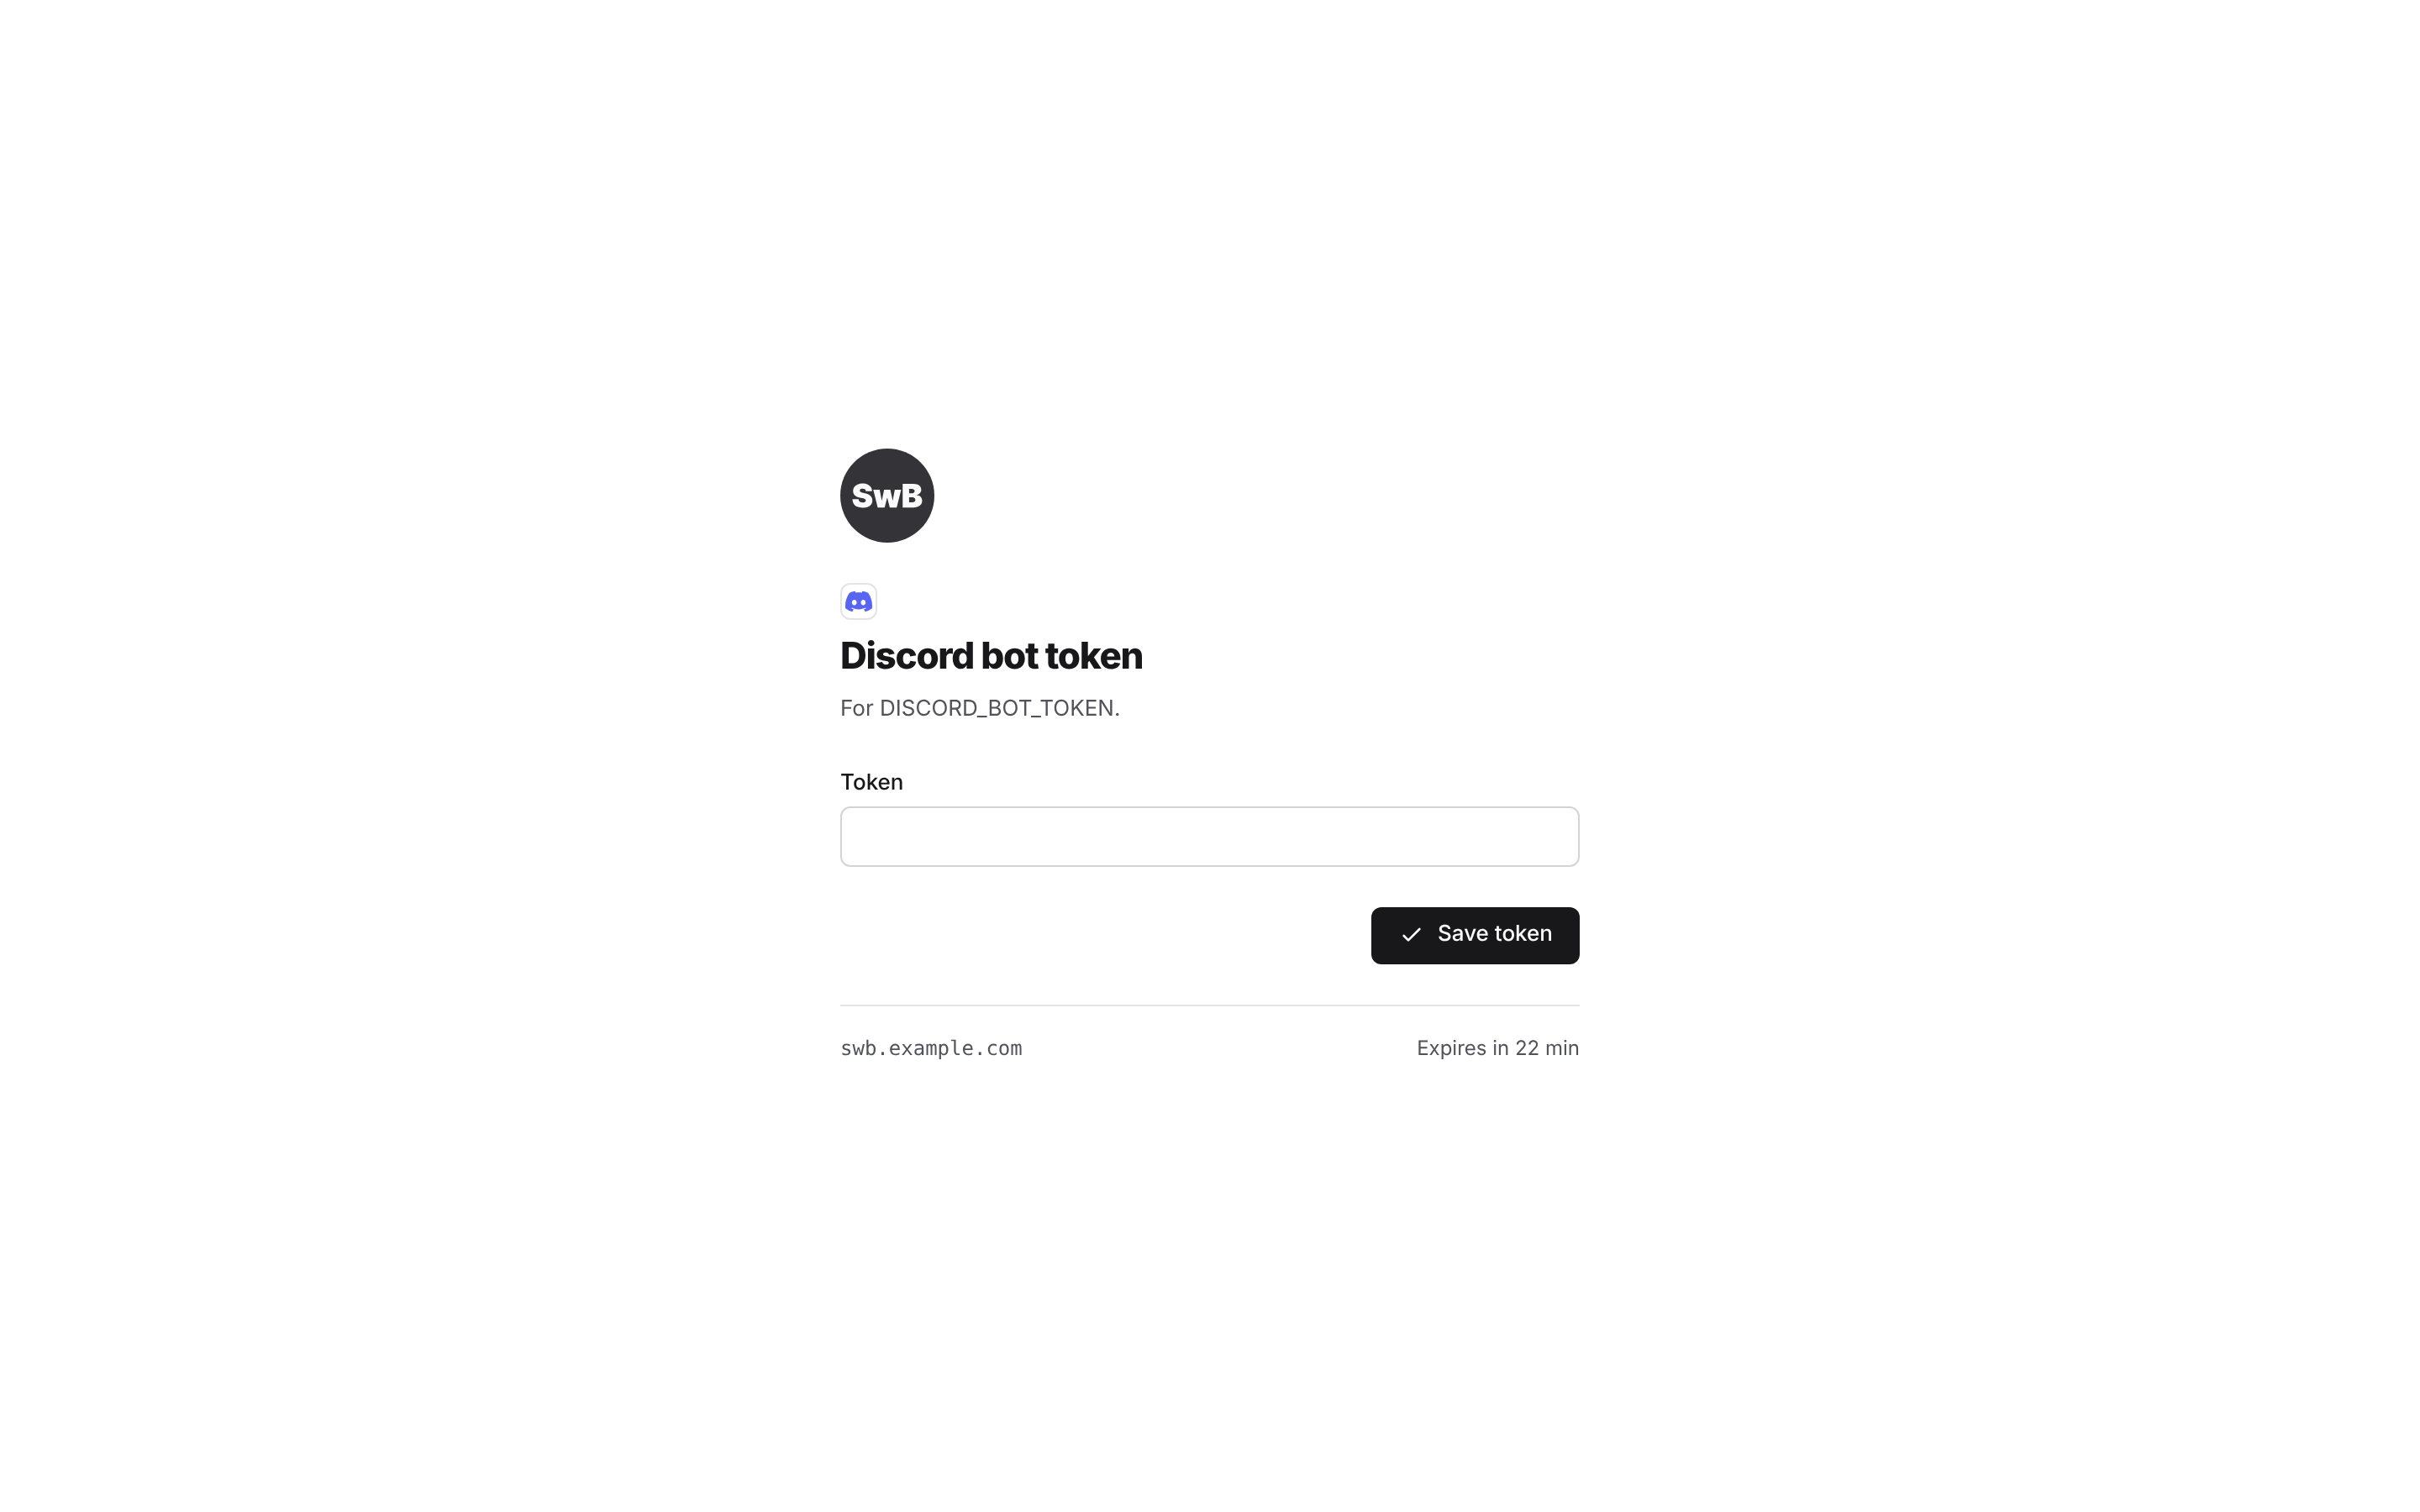 SwB
Discord bot token
For DISCORD_BOT_TOKEN.
Token
Save token
swb.example.com
Expires in 22 min